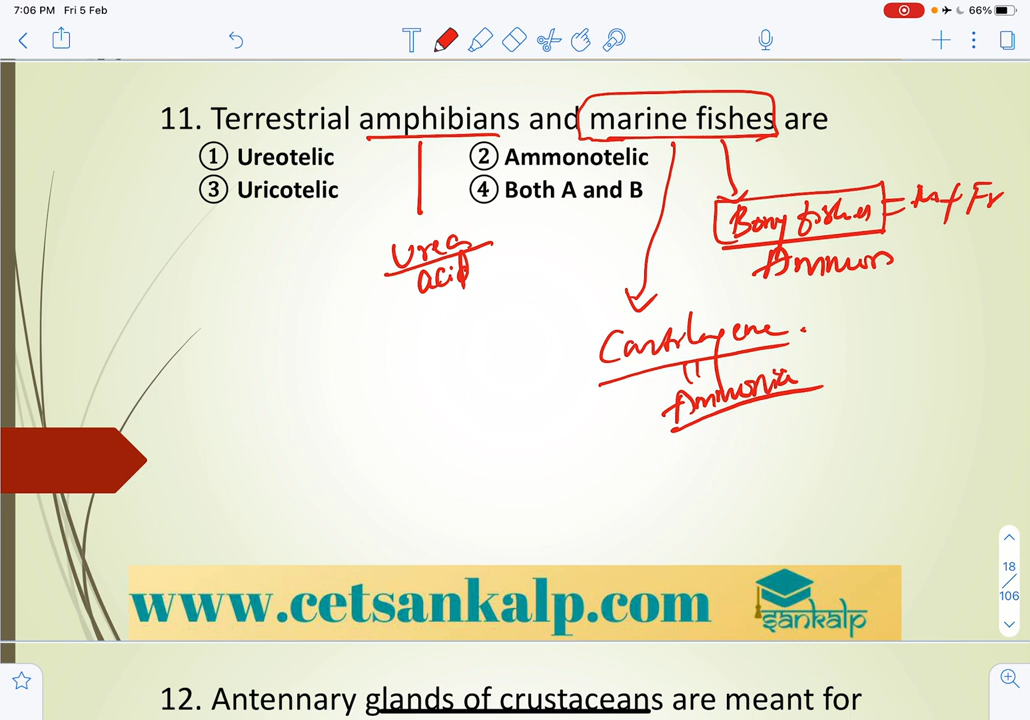 7:06 PM Fri 5 Feb
66%
T
11. Terrestrial amphibians and marine fishes are
1 Ureotelic
2 Ammonotelic
3 Uricotelic
4 Both A and B
Bony fishes =
Urea
acid
Cartilagene.
Ammonia
18
106
www.cetsankalp.com
sankalp
12. Antennary glands of crustaceans are meant for